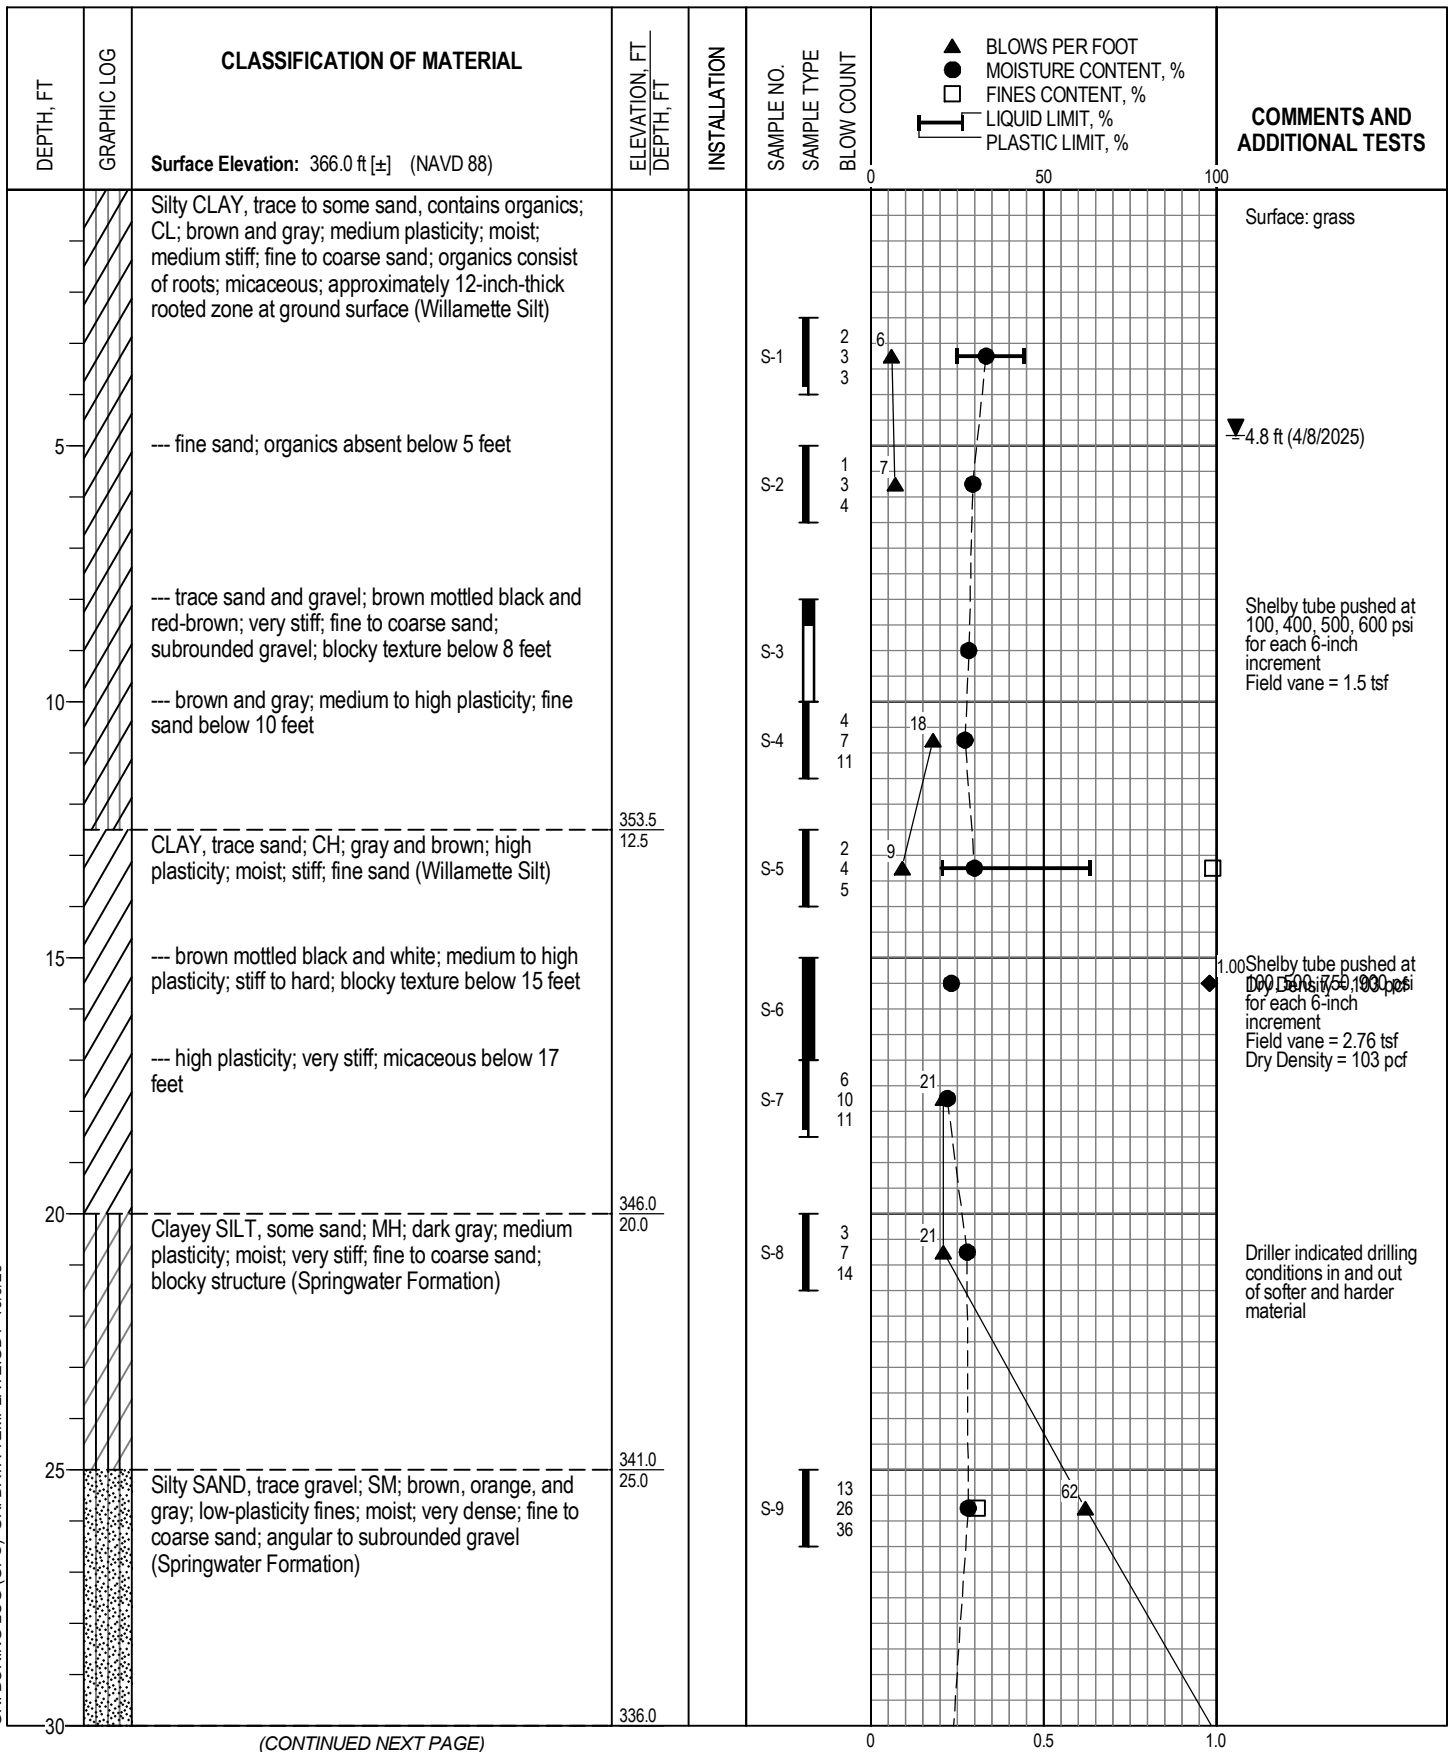 DEPTH, FT
GRAPHIC LOG
CLASSIFICATION OF MATERIAL
Surface Elevation: 366.0 ft [±] (NAVD 88)
ELEVATION, FT
DEPTH, FT
INSTALLATION
SAMPLE NO.
SAMPLE TYPE
BLOW COUNT
BLOWS PER FOOT
MOISTURE CONTENT, %
FINES CONTENT, %
LIQUID LIMIT, %
PLASTIC LIMIT, %
COMMENTS AND
ADDITIONAL TESTS
0 50 100
Silty CLAY, trace to some sand, contains organics;
CL; brown and gray; medium plasticity; moist;
medium stiff; fine to coarse sand; organics consist
of roots; micaceous; approximately 12-inch-thick
rooted zone at ground surface (Willamette Silt)
Surface: grass
S-1
2
3
3
6
5
--- fine sand; organics absent below 5 feet
4.8 ft (4/8/2025)
S-2
1
3
4
7
--- trace sand and gravel; brown mottled black and
red-brown; very stiff; fine to coarse sand;
subrounded gravel; blocky texture below 8 feet
S-3
Shelby tube pushed at
100, 400, 500, 600 psi
for each 6-inch
increment
Field vane = 1.5 tsf
10
--- brown and gray; medium to high plasticity; fine
sand below 10 feet
S-4
4
7
11
18
353.5
12.5
CLAY, trace sand; CH; gray and brown; high
plasticity; moist; stiff; fine sand (Willamette Silt)
S-5
2
4
5
9
15
--- brown mottled black and white; medium to high
plasticity; stiff to hard; blocky texture below 15 feet
S-6
1.00
Shelby tube pushed at
for each 6-inch
increment
Field vane = 2.76 tsf
Dry Density = 103 pcf
--- high plasticity; very stiff; micaceous below 17
feet
S-7
6
10
11
21
20
346.0
20.0
Clayey SILT, some sand; MH; dark gray; medium
plasticity; moist; very stiff; fine to coarse sand;
blocky structure (Springwater Formation)
S-8
3
7
14
21
Driller indicated drilling
conditions in and out
of softer and harder
material
25
341.0
25.0
Silty SAND, trace gravel; SM; brown, orange, and
gray; low-plasticity fines; moist; very dense; fine to
coarse sand; angular to subrounded gravel
(Springwater Formation)
S-9
13
26
36
62
30
336.0
(CONTINUED NEXT PAGE)
0 0.5 1.0